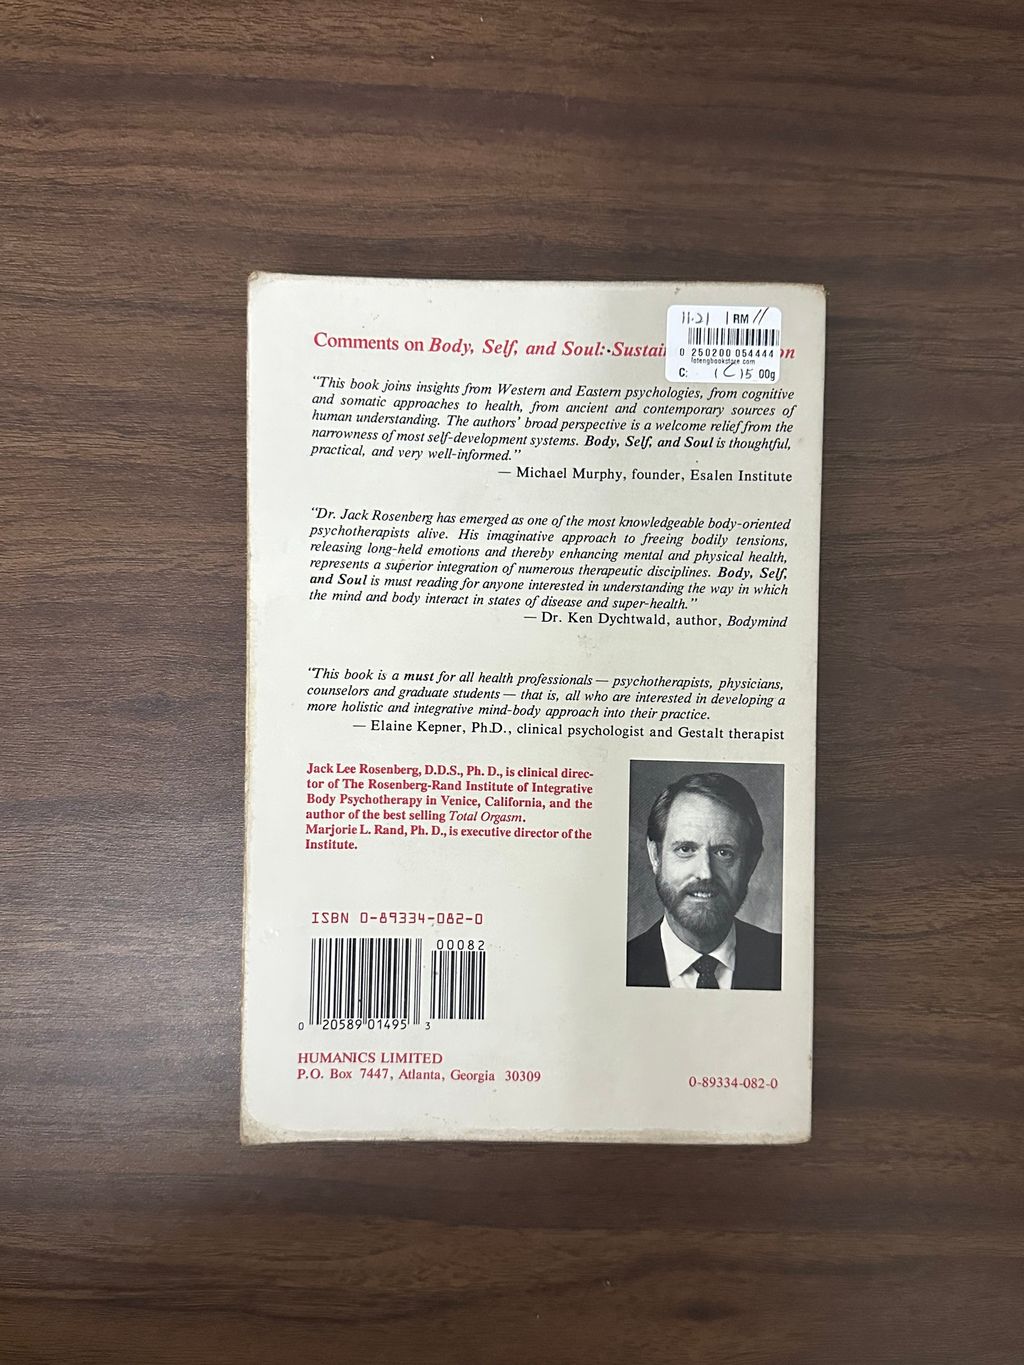 Comments on Body, Self, and Soul: Sustai
on
11.21 RM 11
0 250200 054444
C: 15 00g
"This book joins insights from Western and Eastern psychologies, from cognitive
and somatic approaches to health, from ancient and contemporary sources of
human understanding. The authors' broad perspective is a welcome relief from the
narrowness of most self-development systems. Body, Self, and Soul is thoughtful,
practical, and very well-informed."
— Michael Murphy, founder, Esalen Institute
"Dr. Jack Rosenberg has emerged as one of the most knowledgeable body-oriented
psychotherapists alive. His imaginative approach to freeing bodily tensions,
releasing long-held emotions and thereby enhancing mental and physical health,
represents a superior integration of numerous therapeutic disciplines. Body, Self,
and Soul is must reading for anyone interested in understanding the way in which
the mind and body interact in states of disease and super-health."
— Dr. Ken Dychtwald, author, Bodymind
"This book is a must for all health professionals — psychotherapists, physicians,
counselors and graduate students — that is, all who are interested in developing a
more holistic and integrative mind-body approach into their practice.
— Elaine Kepner, Ph.D., clinical psychologist and Gestalt therapist
Jack Lee Rosenberg, D.D.S., Ph. D., is clinical direc-
tor of The Rosenberg-Rand Institute of Integrative
Body Psychotherapy in Venice, California, and the
author of the best selling Total Orgasm.
Marjorie L. Rand, Ph. D., is executive director of the
Institute.
ISBN 0-89334-082-0
00082
0 20589 01495 3
HUMANICS LIMITED
P.O. Box 7447, Atlanta, Georgia 30309
0-89334-082-0